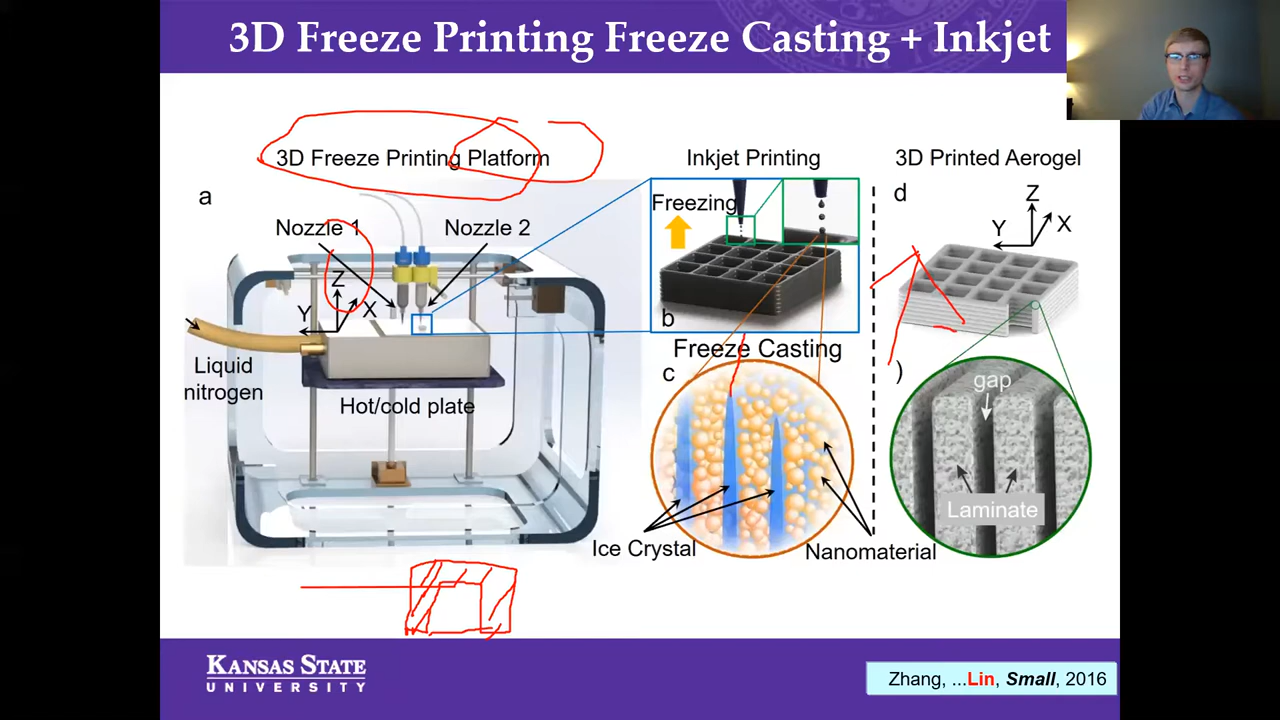 3D Freeze Printing Freeze Casting + Inkjet
3D Freeze Printing Platform
Inkjet Printing
3D Printed Aerogel
a
Nozzle 1
Nozzle 2
Z
X
Y
Liquid
nitrogen
Hot/cold plate
Freezing
b
Freeze Casting
c
Ice Crystal
Nanomaterial
d
Z
Y
X
)
gap
Laminate
KANSAS STATE
UNIVERSITY
Zhang, ...Lin, Small, 2016